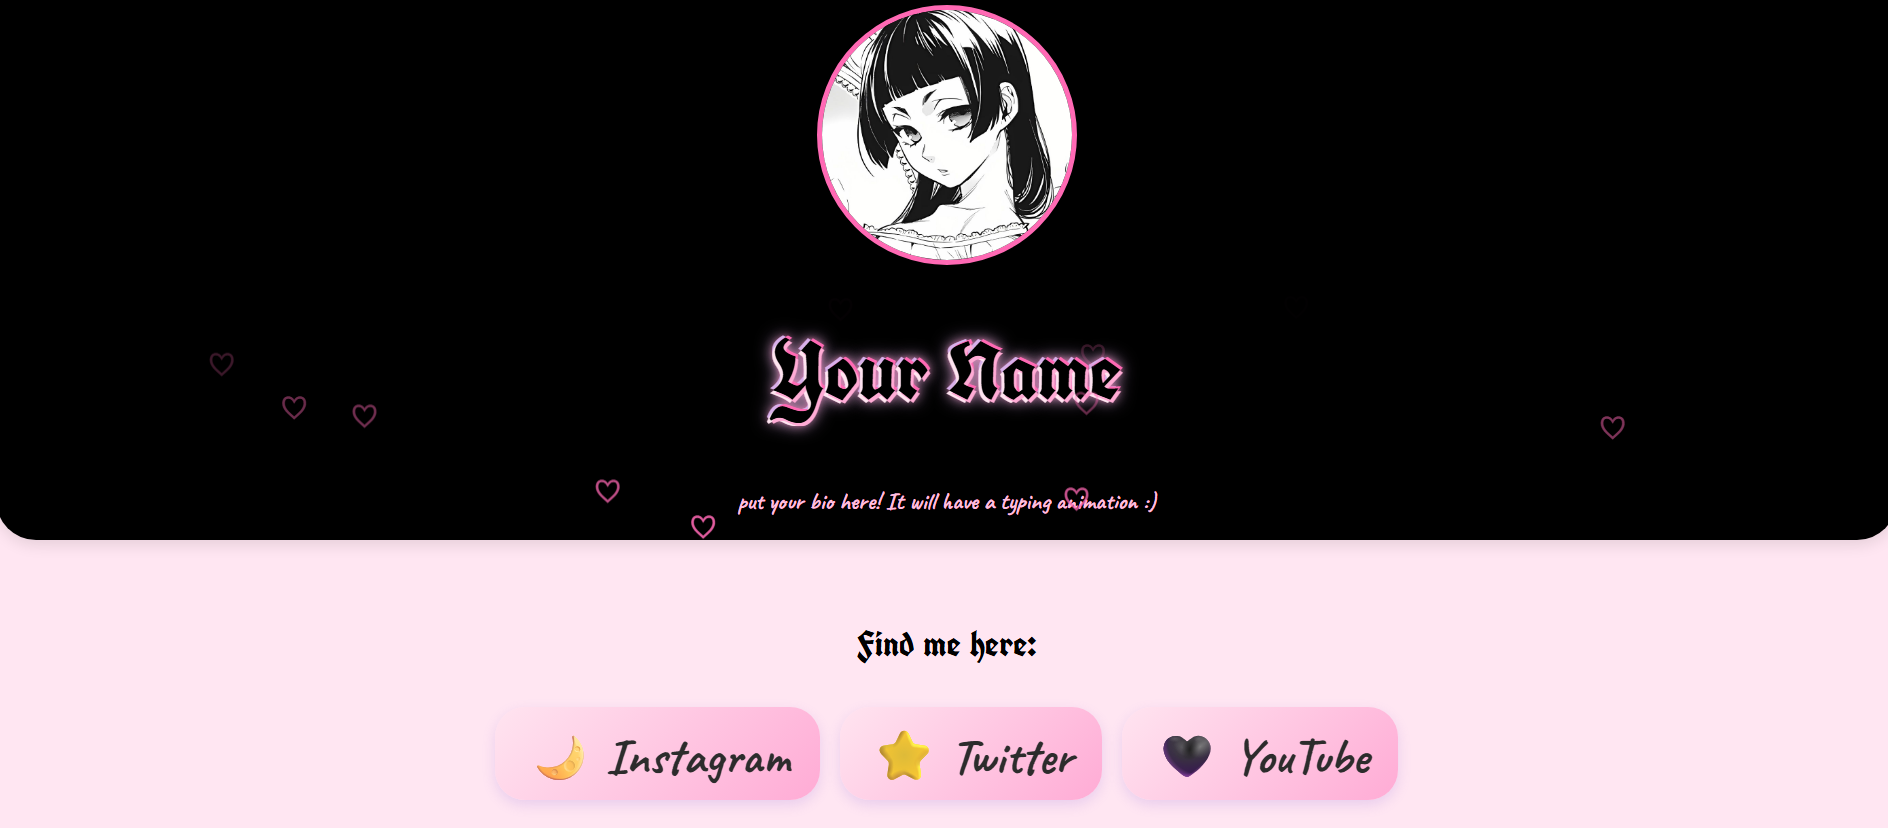 Your Name
put your bio here! It will have a typing animation :)
Find me here:
Instagram
Twitter
YouTube